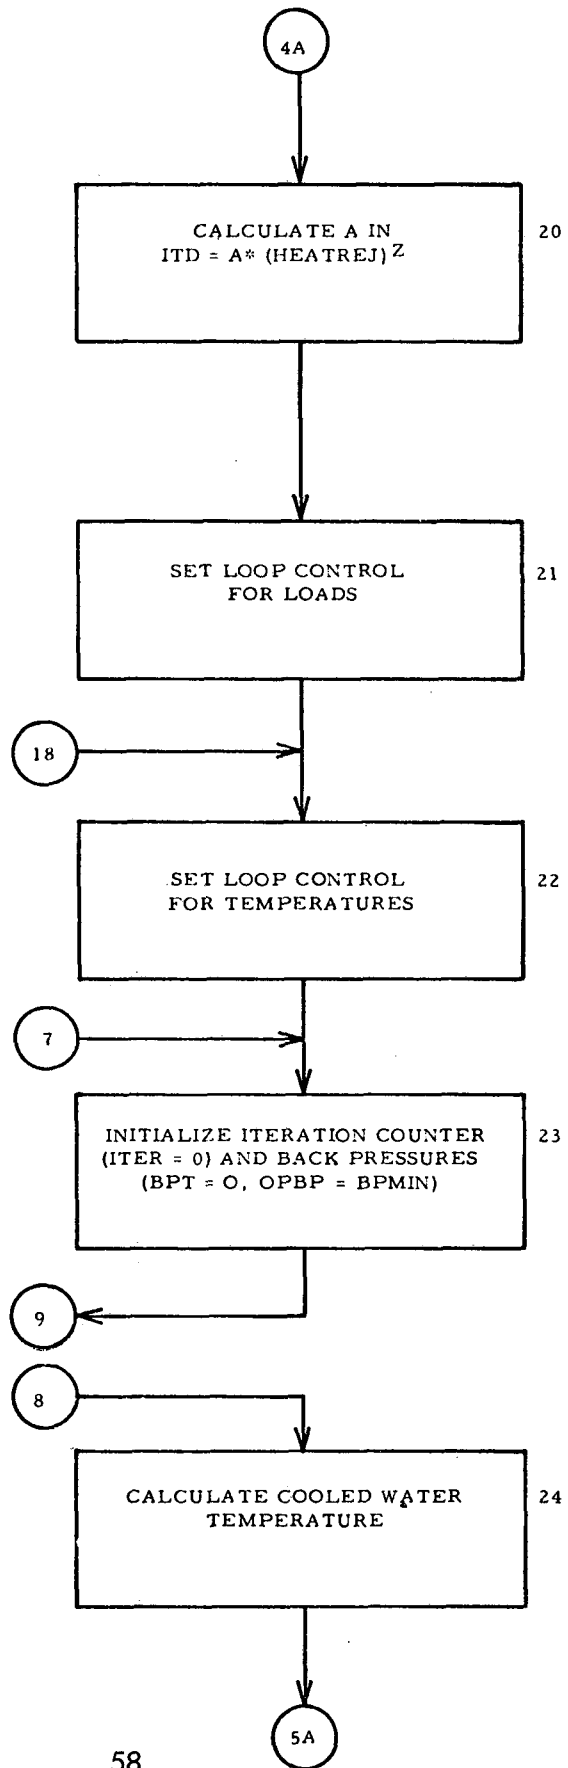 4A
CALCULATE A IN
ITD = A* (HEATREJ) Z
20
SET LOOP CONTROL
FOR LOADS
21
18
SET LOOP CONTROL
FOR TEMPERATURES
22
7
INITIALIZE ITERATION COUNTER
(ITER = 0) AND BACK PRESSURES
(BPT = O, OPBP = BPMIN)
23
9
8
CALCULATE COOLED WATER
TEMPERATURE
24
5A
58